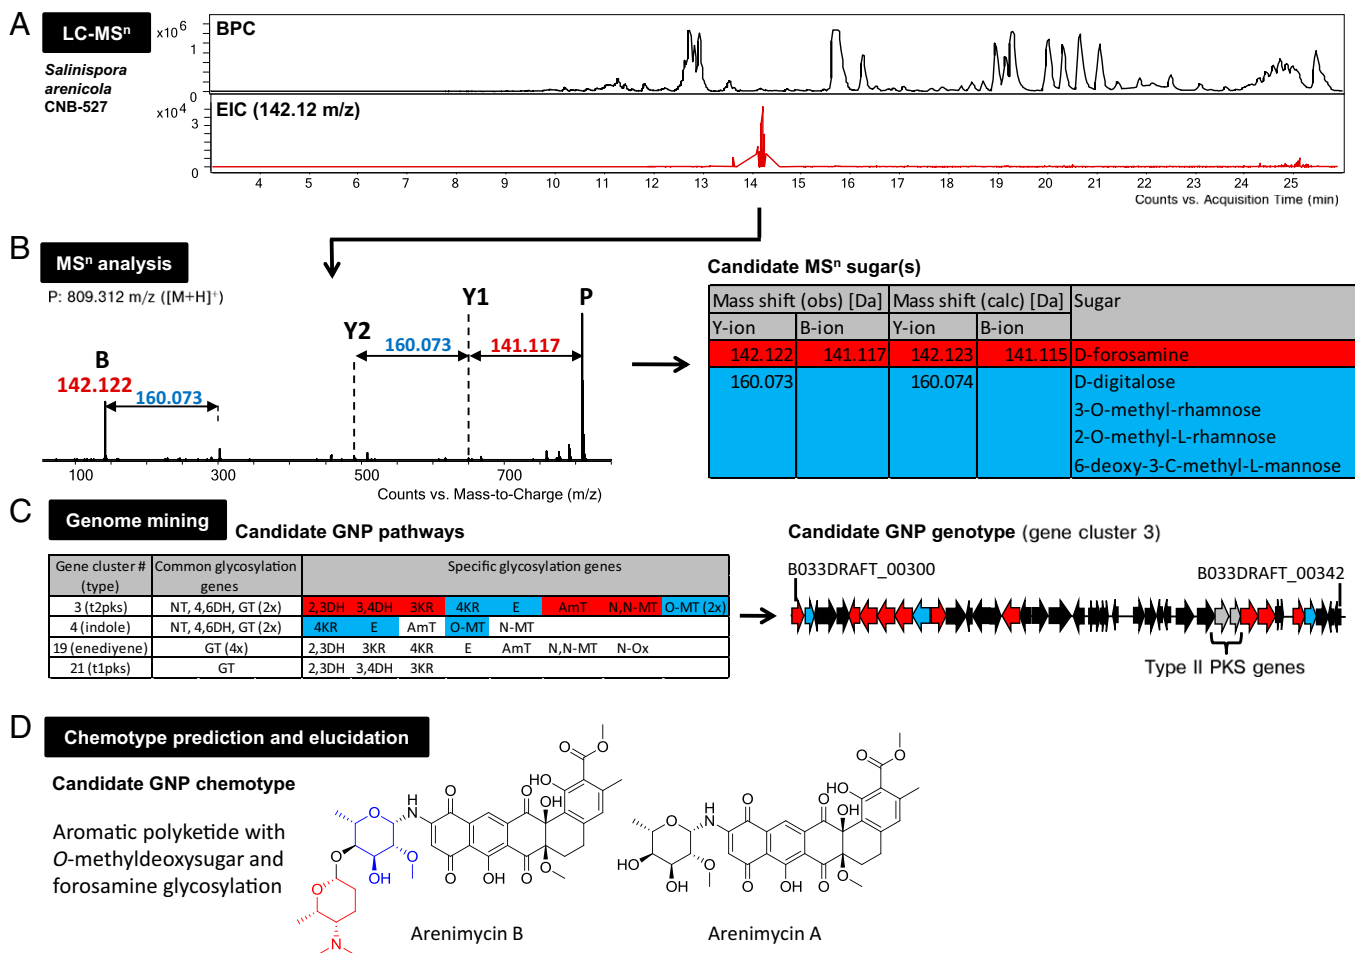 A
LC-MSⁿ
Salinispora
arenicola
CNB-527
x10⁶
1
0
BPC
x10⁴
3
0
EIC (142.12 m/z)
4 5 6 7 8 9 10 11 12 13 14 15 16 17 18 19 20 21 22 23 24 25
Counts vs. Acquisition Time (min)
B
MSⁿ analysis
P: 809.312 m/z ([M+H]⁺)
B
142.122
160.073
Y2
160.073
Y1
141.117
P
100 300 500 700
Counts vs. Mass-to-Charge (m/z)
Candidate MSⁿ sugar(s)
Mass shift (obs) [Da] Mass shift (calc) [Da] Sugar
Y-ion B-ion Y-ion B-ion
142.122 141.117 142.123 141.115 D-forosamine
160.073 160.074 D-digitalose
3-O-methyl-rhamnose
2-O-methyl-L-rhamnose
6-deoxy-3-C-methyl-L-mannose
C
Genome mining
Candidate GNP pathways
Gene cluster # (type) Common glycosylation genes Specific glycosylation genes
3 (t2pks) NT, 4,6DH, GT (2x) 2,3DH 3,4DH 3KR 4KR E AmT N,N-MT O-MT (2x)
4 (indole) NT, 4,6DH, GT (2x) 4KR E AmT O-MT N-MT
19 (enediyene) GT (4x) 2,3DH 3KR 4KR E AmT N,N-MT N-Ox
21 (t1pks) GT 2,3DH 3,4DH 3KR
Candidate GNP genotype (gene cluster 3)
B033DRAFT_00300
B033DRAFT_00342
Type II PKS genes
D
Chemotype prediction and elucidation
Candidate GNP chemotype
Aromatic polyketide with
O-methyldeoxysugar and
forosamine glycosylation
O
O
HO
O
O
OH
H
N
O
O
O
OH
O
O
OH
O
O
N
Arenimycin B
O
O
HO
O
O
OH
H
N
O
HO
OH
O
O
OH
O
O
Arenimycin A